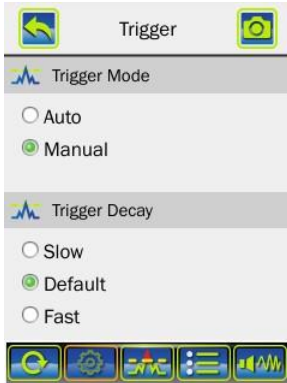 Trigger
Trigger Mode
Auto
Manual
Trigger Decay
Slow
Default
Fast